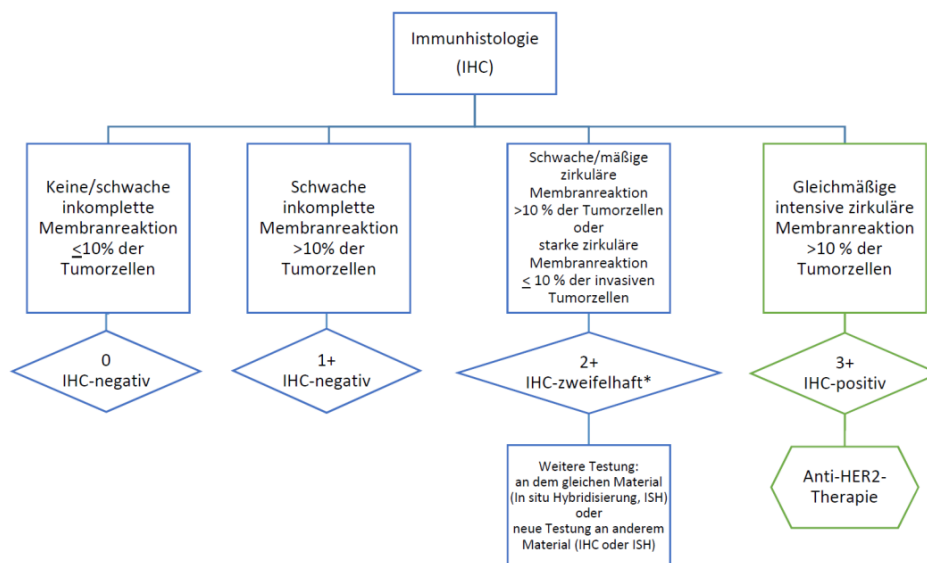 Immunhistologie
(IHC)
Keine/schwache
inkomplette
Membranreaktion
≤10% der
Tumorzellen
Schwache
inkomplette
Membranreaktion
>10% der
Tumorzellen
Schwache/mäßige
zirkuläre
Membranreaktion
>10 % der Tumorzellen
oder
starke zirkuläre
Membranreaktion
≤ 10 % der invasiven
Tumorzellen
Gleichmäßige
intensive zirkuläre
Membranreaktion
>10 % der
Tumorzellen
0
IHC-negativ
1+
IHC-negativ
2+
IHC-zweifelhaft*
3+
IHC-positiv
Weitere Testung:
an dem gleichen Material
(In situ Hybridisierung, ISH)
oder
neue Testung an anderem
Material (IHC oder ISH)
Anti-HER2-
Therapie